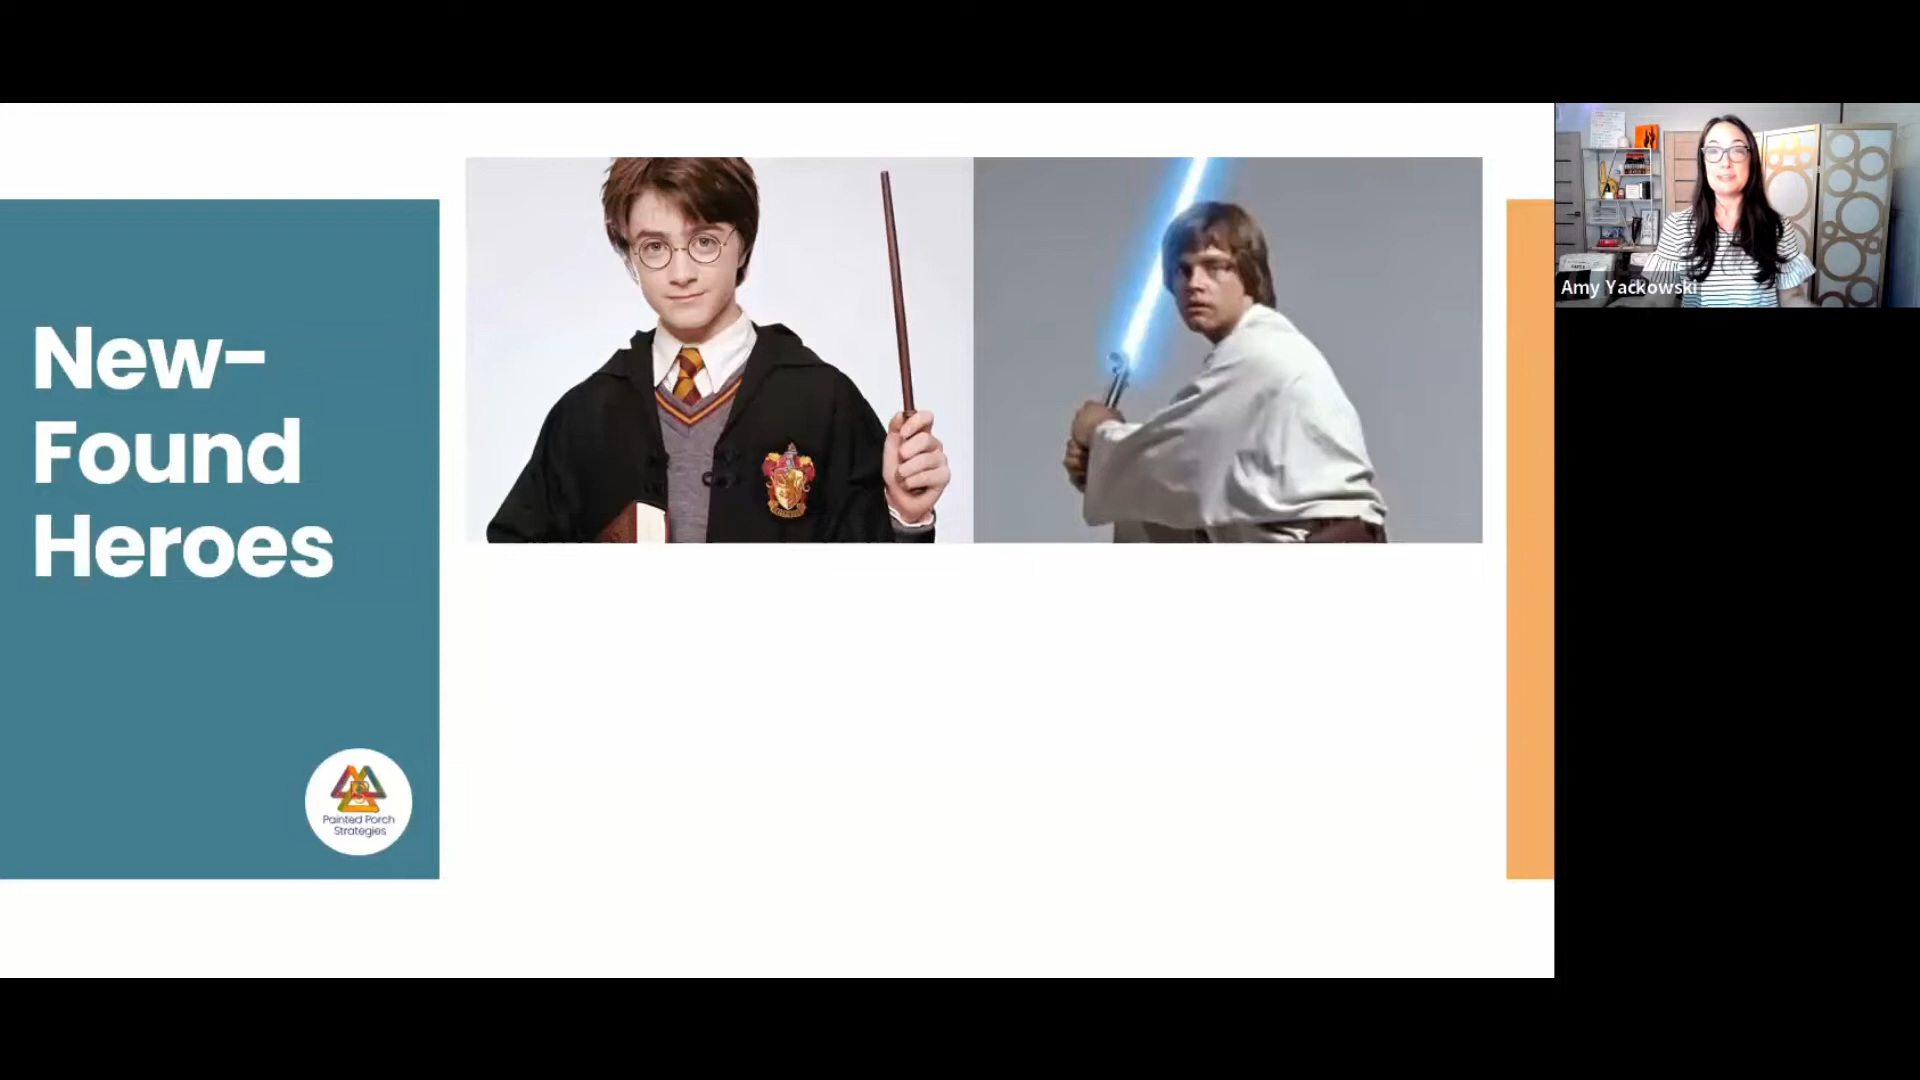 New-
Found
Heroes
Painted Porch
Strategies
Amy Yackowski